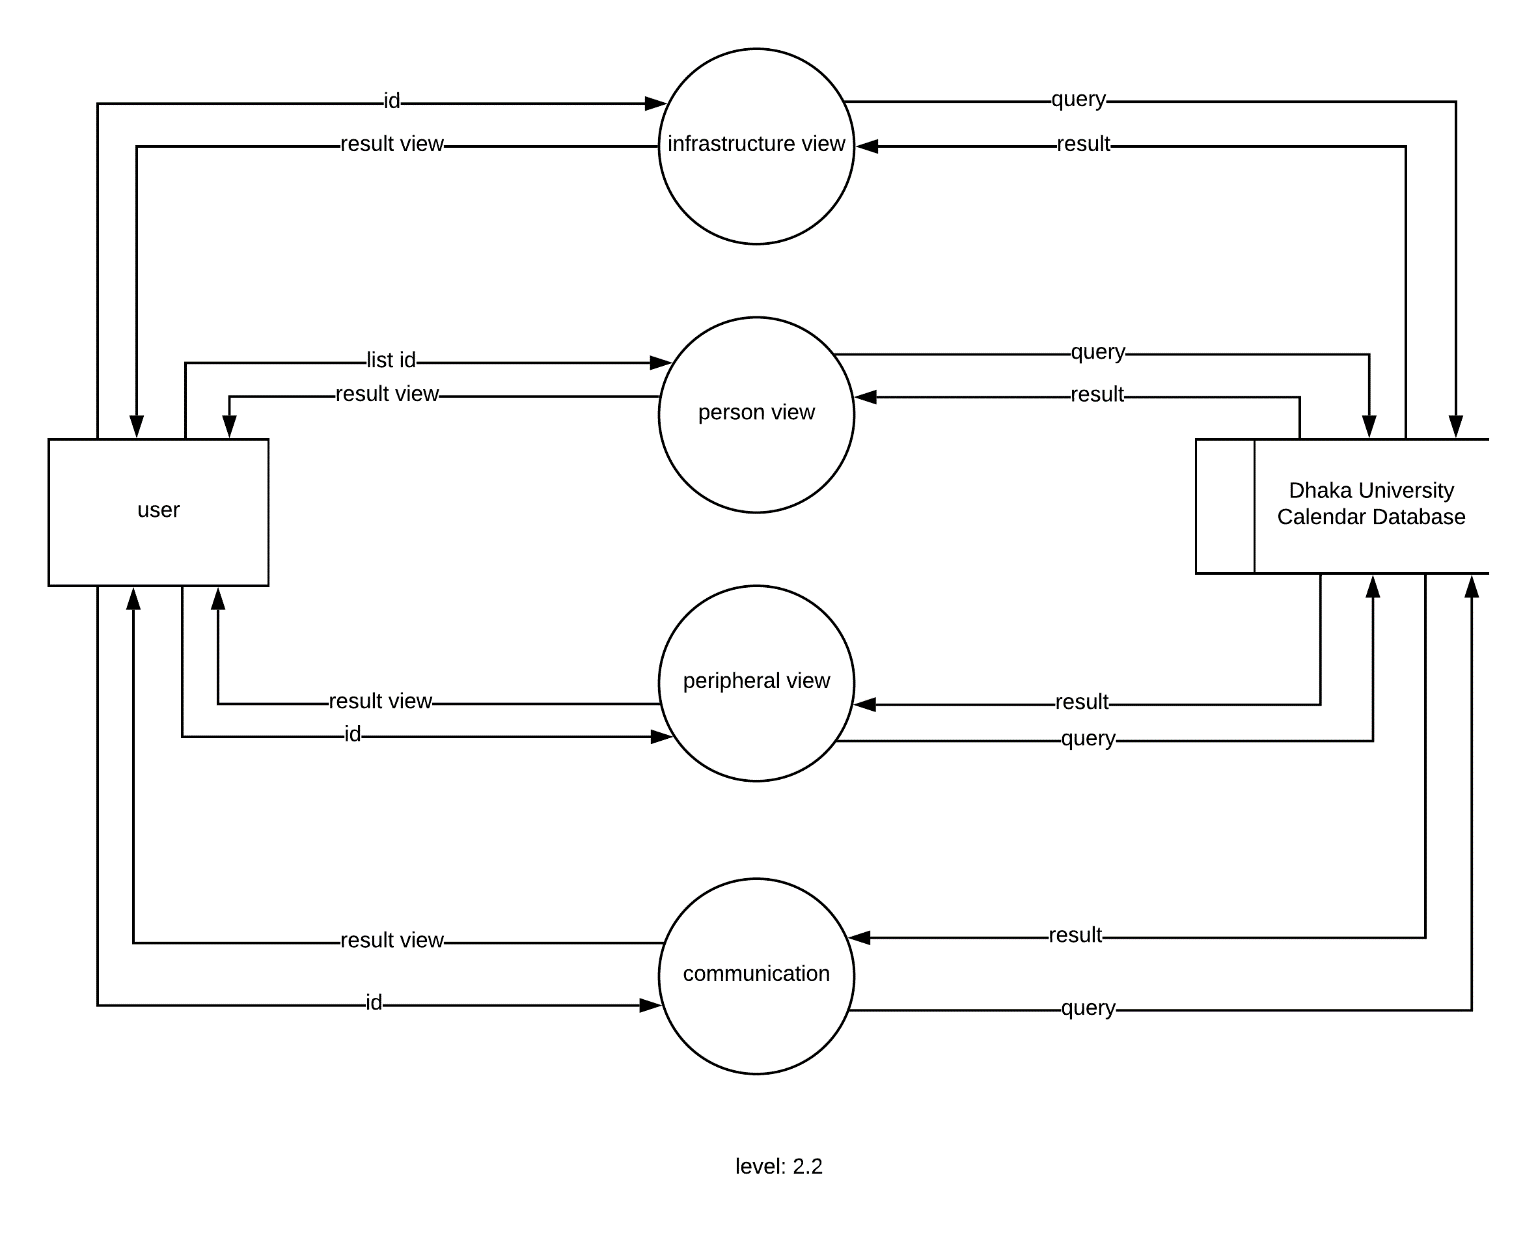 id
query
result view
infrastructure view
result
list id
query
result view
result
person view
user
Dhaka University
Calendar Database
peripheral view
result view
result
id
query
result view
result
communication
id
query
level: 2.2